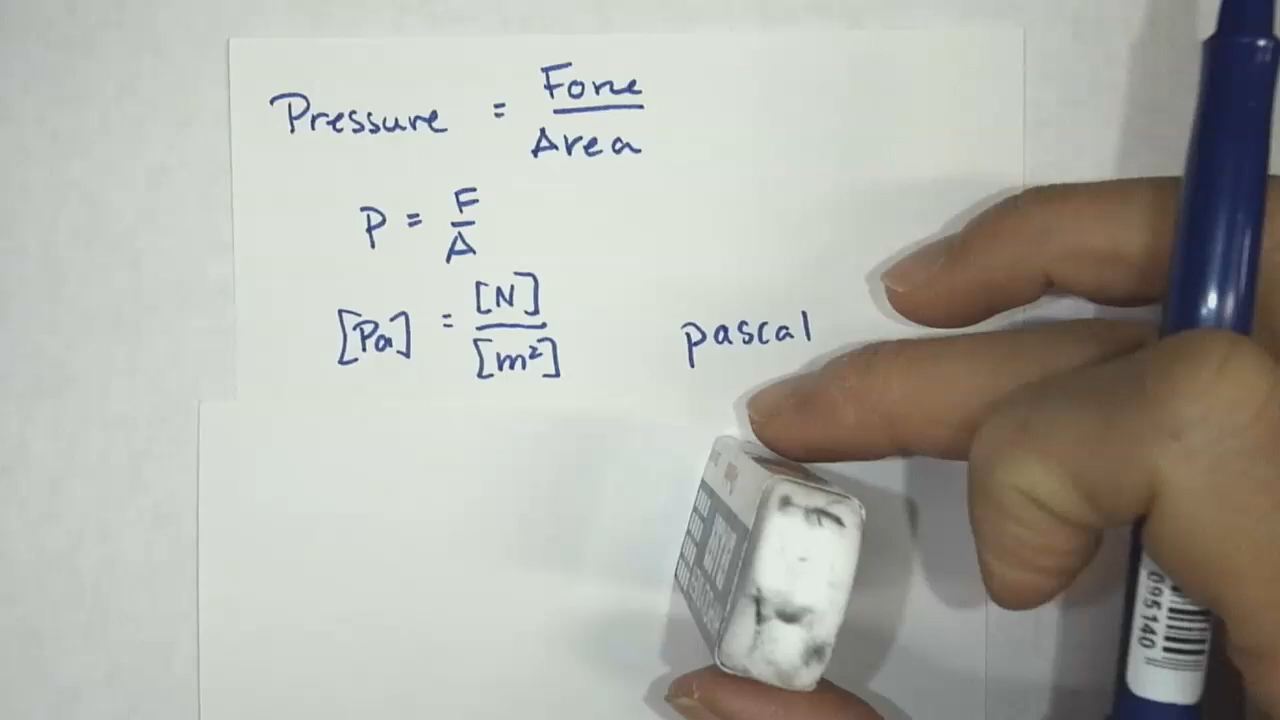 Pressure = Force / Area
P = F / A
[Pa] = [N] / [m²]
pascal
095140